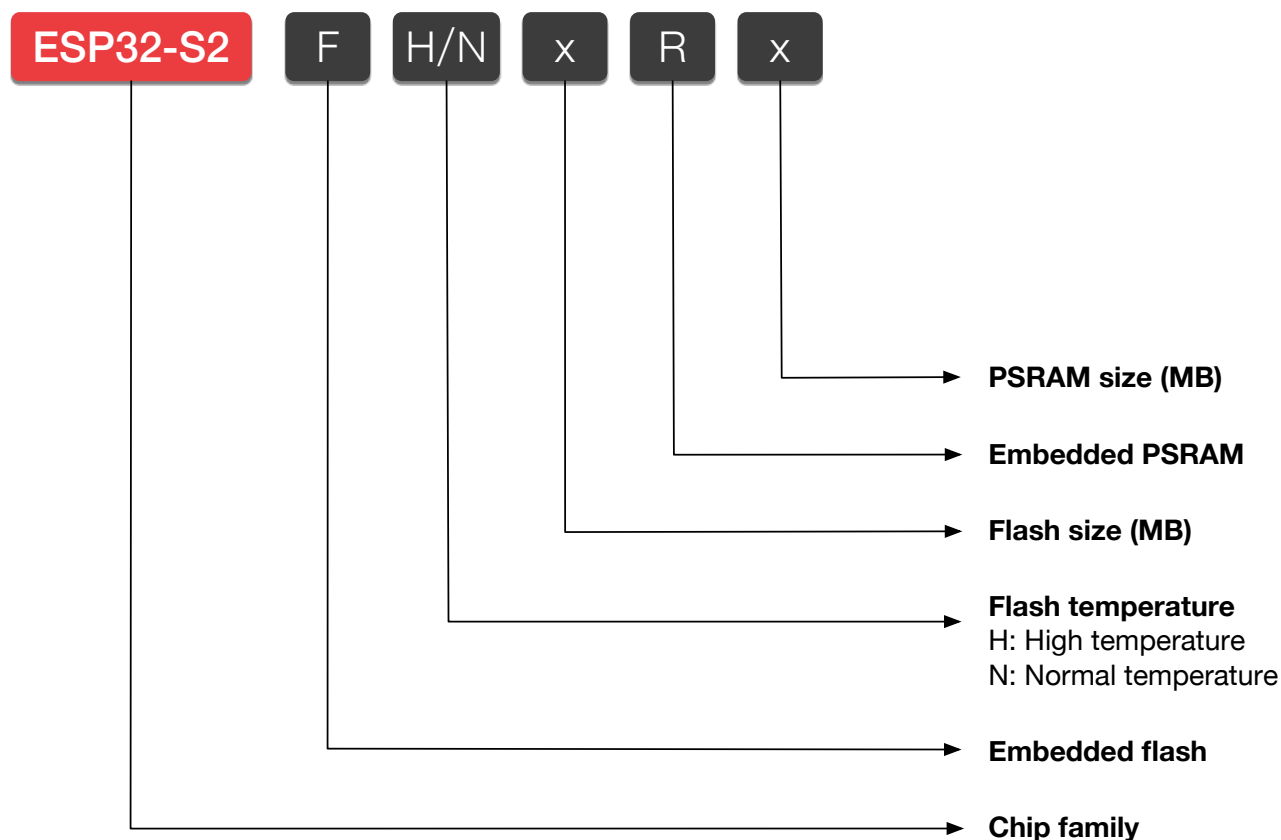 ESP32-S2 F H/N x R x
PSRAM size (MB)
Embedded PSRAM
Flash size (MB)
Flash temperature
H: High temperature
N: Normal temperature
Embedded flash
Chip family